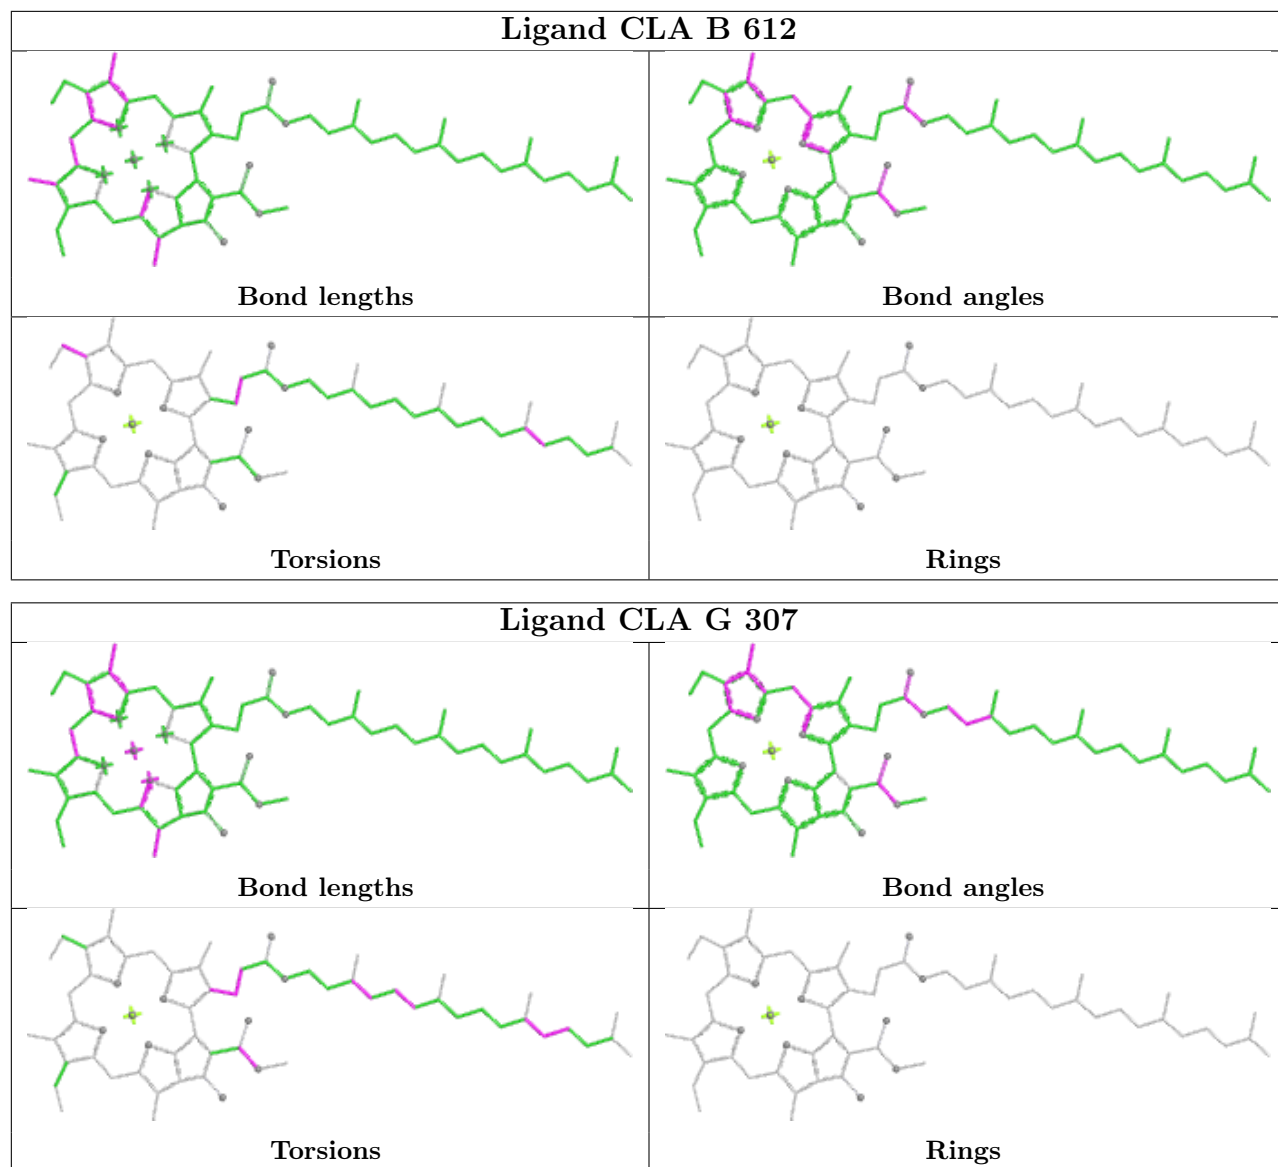 Ligand CLA B 612
Bond lengths
Bond angles
Torsions
Rings
Ligand CLA G 307
Bond lengths
Bond angles
Torsions
Rings